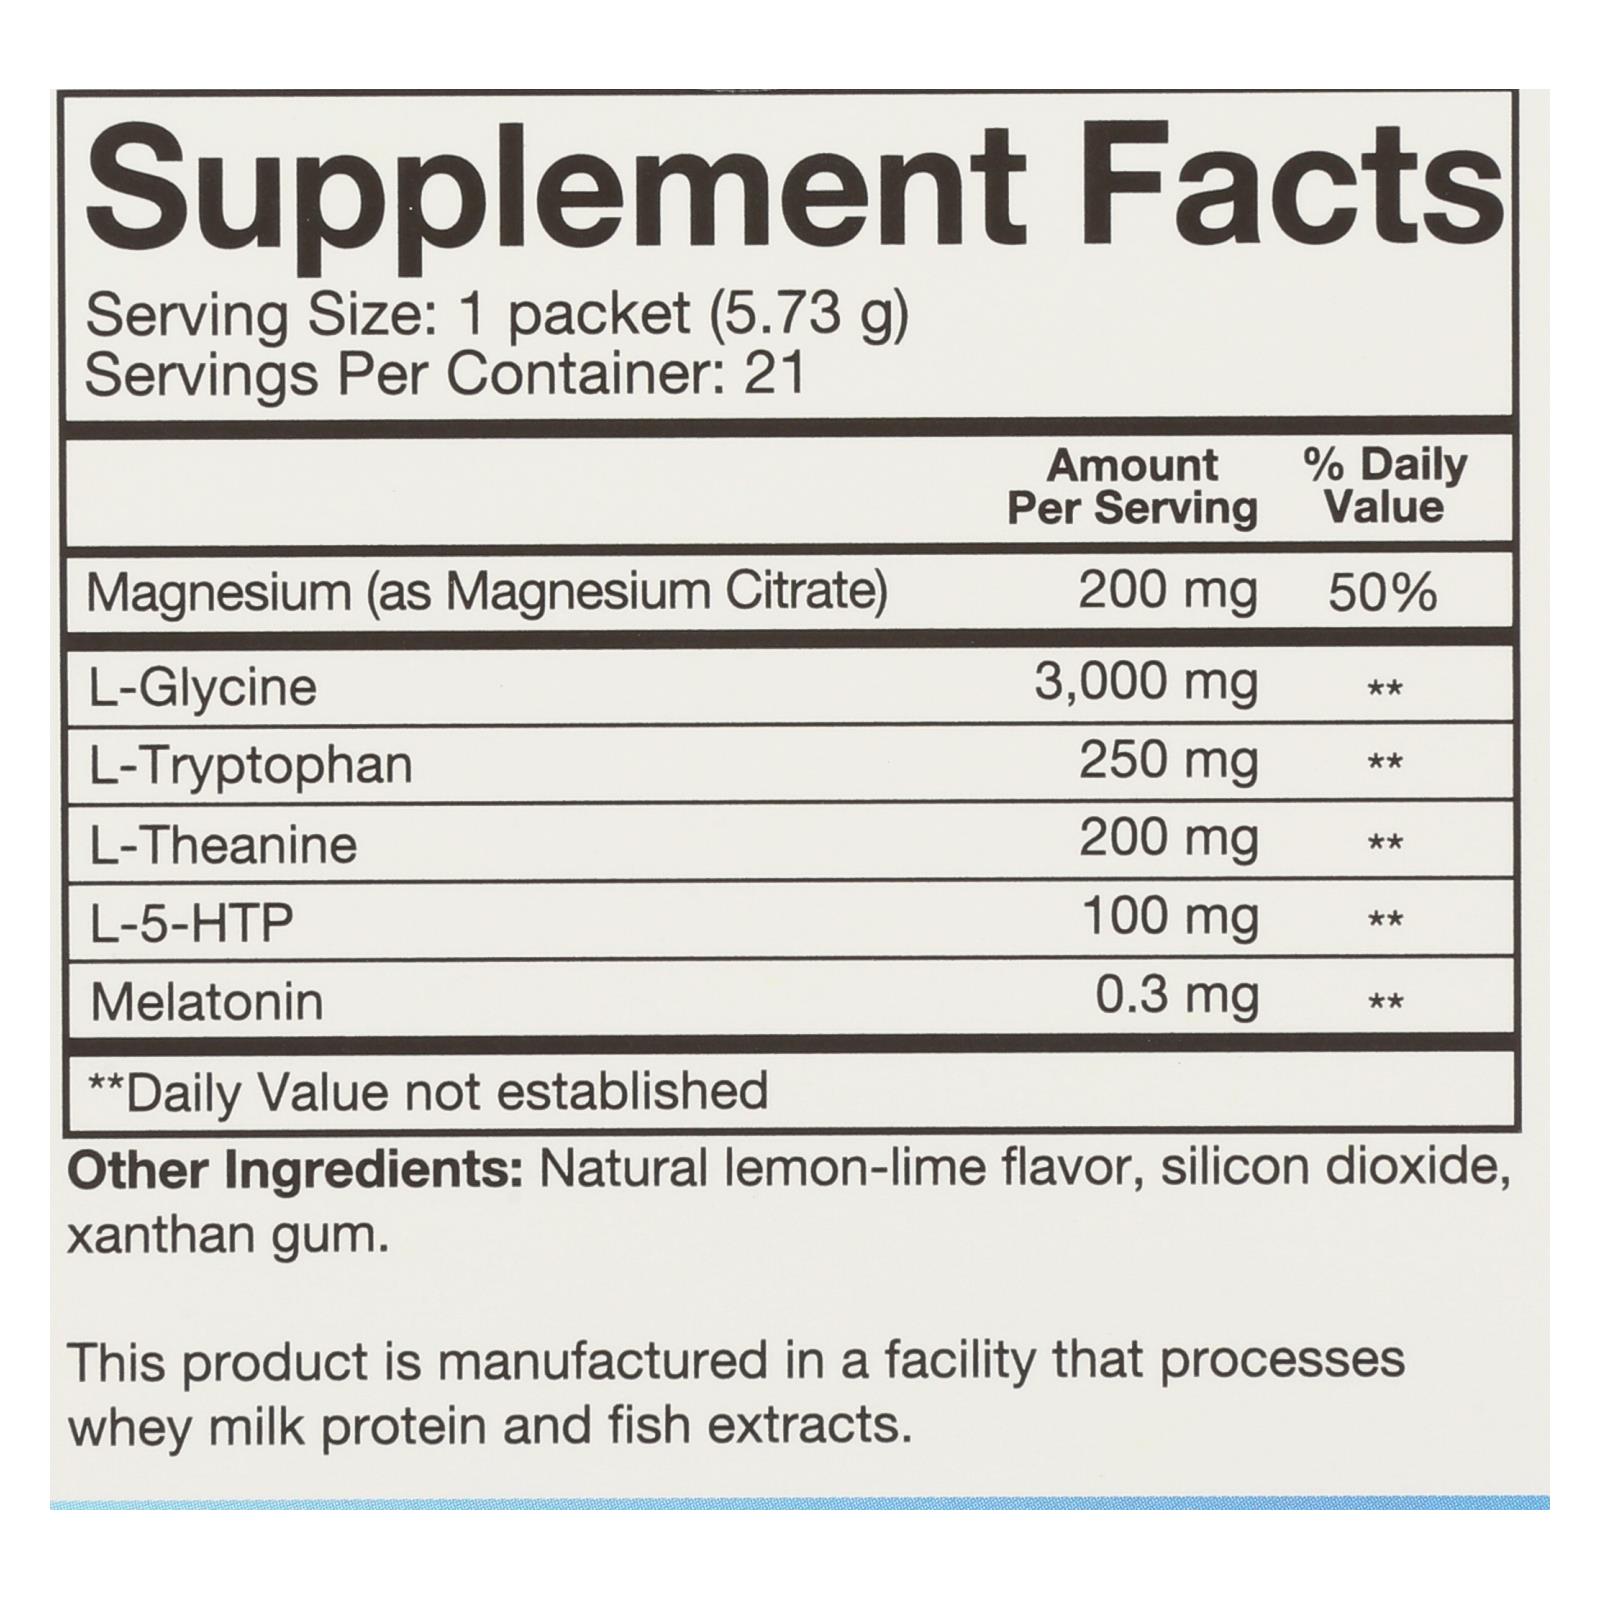 Supplement Facts
Serving Size: 1 packet (5.73 g)
Servings Per Container: 21
Amount Per Serving % Daily Value
Magnesium (as Magnesium Citrate) 200 mg 50%
L-Glycine 3,000 mg **
L-Tryptophan 250 mg **
L-Theanine 200 mg **
L-5-HTP 100 mg **
Melatonin 0.3 mg **
**Daily Value not established
Other Ingredients: Natural lemon-lime flavor, silicon dioxide,
xanthan gum.
This product is manufactured in a facility that processes
whey milk protein and fish extracts.